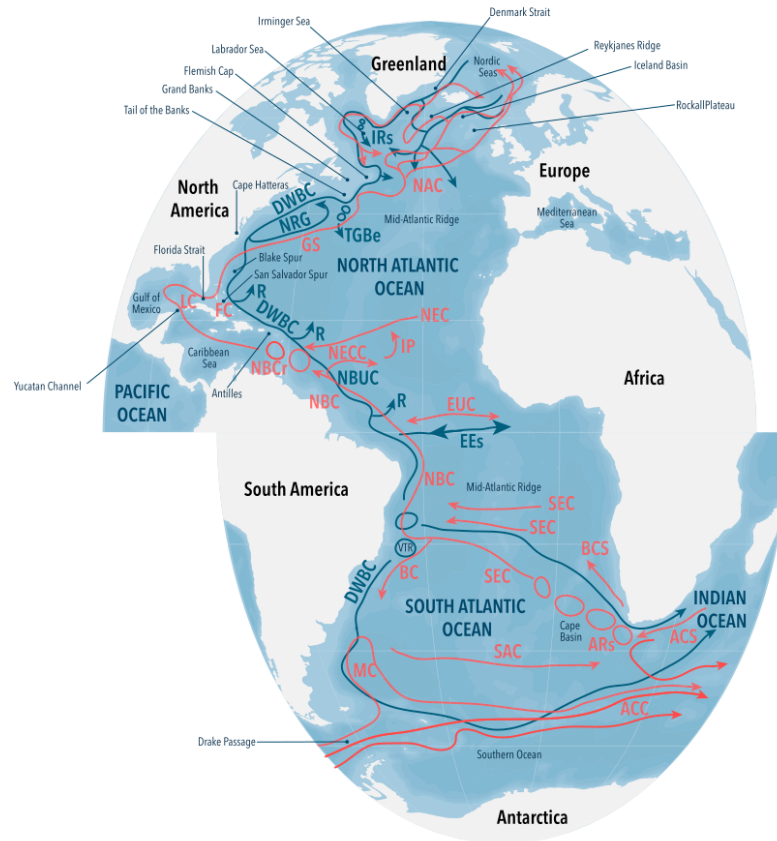 Irminger Sea
Denmark Strait
Labrador Sea
Greenland
Nordic
Seas
Reykjanes Ridge
Flemish Cap
Iceland Basin
Grand Banks
Tail of the Banks
RockallPlateau
IRs
NAC
Europe
North
America
Cape Hatteras
DWBC
NRG
Mid-Atlantic Ridge
Mediterranean
Sea
TGBe
GS
Florida Strait
Blake Spur
San Salvador Spur
NORTH ATLANTIC
OCEAN
Gulf of
Mexico
LC
FC
R
DWBC
R
NEC
Caribbean
Sea
NBCr
NECC
IP
Yucatan Channel
PACIFIC
OCEAN
Antilles
NBUC
NBC
R
EUC
EEs
Africa
South America
NBC
Mid-Atlantic Ridge
SEC
SEC
VTR
BC
DWBC
SEC
BCS
SOUTH ATLANTIC
OCEAN
Cape
Basin
ARs
INDIAN
OCEAN
ACS
SAC
MC
ACC
Drake Passage
Southern Ocean
Antarctica